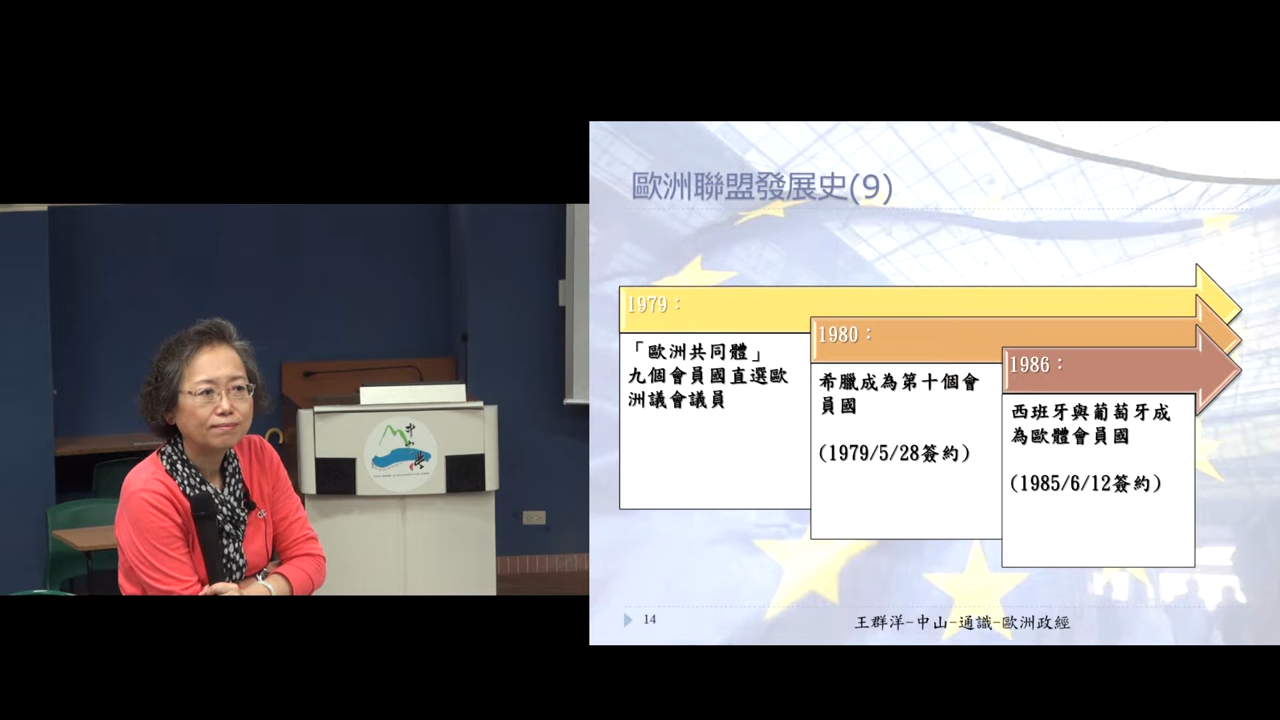 歐洲聯盟發展史(9)
1979：
「歐洲共同體」
九個會員國直選歐
洲議會議員
1980：
希臘成為第十個會
員國
(1979/5/28簽約)
1986：
西班牙與葡萄牙成
為歐體會員國
(1985/6/12簽約)
14
王群洋-中山-通識-歐洲政經
中山